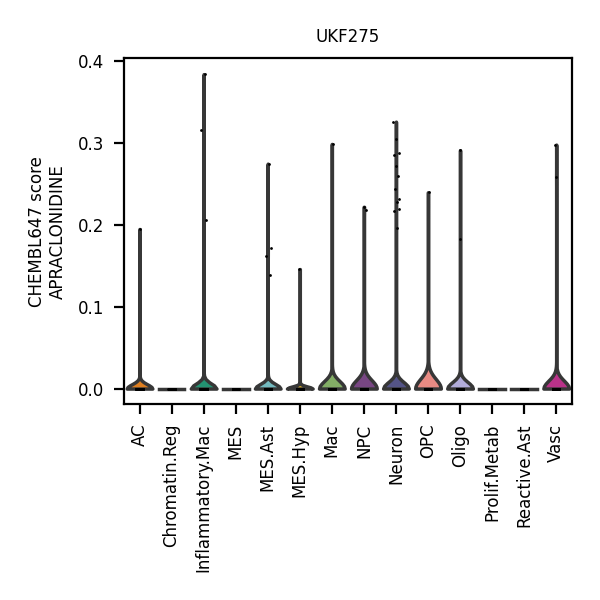 UKF275
CHEMBL647 score
APRACLONIDINE
0.4
0.3
0.2
0.1
0.0
AC
Chromatin.Reg
Inflammatory.Mac
MES
MES.Ast
MES.Hyp
Mac
NPC
Neuron
OPC
Oligo
Prolif.Metab
Reactive.Ast
Vasc